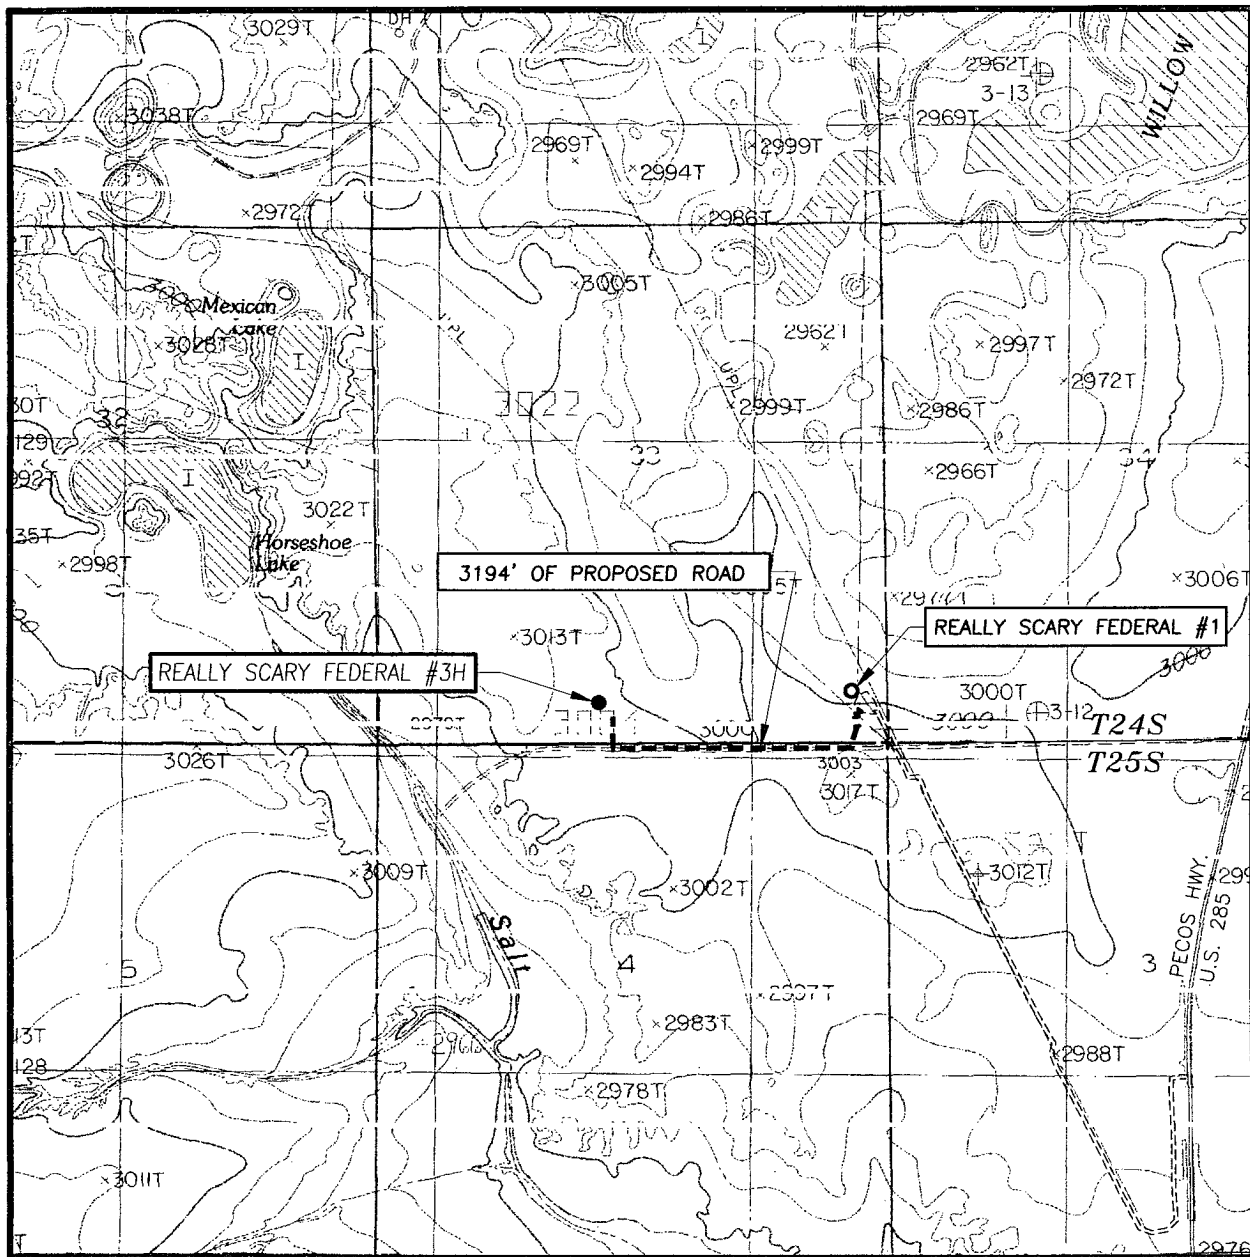 DH
3029T
2962T
3-13
WILLOW
3038T
2969T
2969T
2999T
2994T
2972T
2986T
Mexican
Lake
3005T
3028T
I
UPL
2962T
2997T
2972T
UPL
2999T
2986T
3022
32
33
34
2966T
I
3022T
Horseshoe
Lake
2998T
3194' OF PROPOSED ROAD
3006T
3013T
REALLY SCARY FEDERAL #1
REALLY SCARY FEDERAL #3H
3000
3000T
3-12
3000
T24S
T25S
3026T
3003
3017T
3009T
3002T
3012T
PECOS HWY.
U.S. 285
Salt
5
4
3
2983T
2988T
2978T
3011T
2976